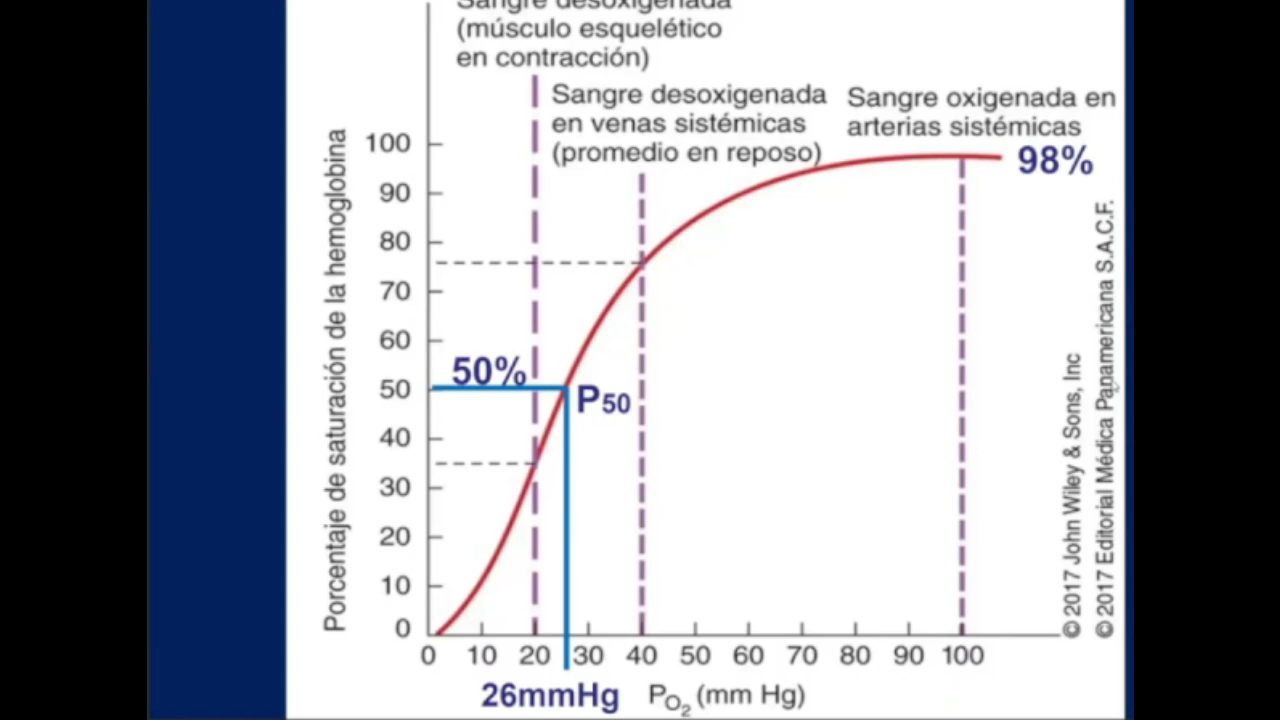 Sangre desoxigenada
(músculo esquelético
en contracción)
Sangre desoxigenada
en venas sistémicas
(promedio en reposo)
Sangre oxigenada en
arterias sistémicas
98%
Porcentaje de saturación de la hemoglobina
100
90
80
70
60
50
40
30
20
10
0
50%
P50
0 10 20 30 40 50 60 70 80 90 100
26mmHg
PO2 (mm Hg)
© 2017 John Wiley & Sons, Inc
© 2017 Editorial Médica Panamericana S.A.C.F.